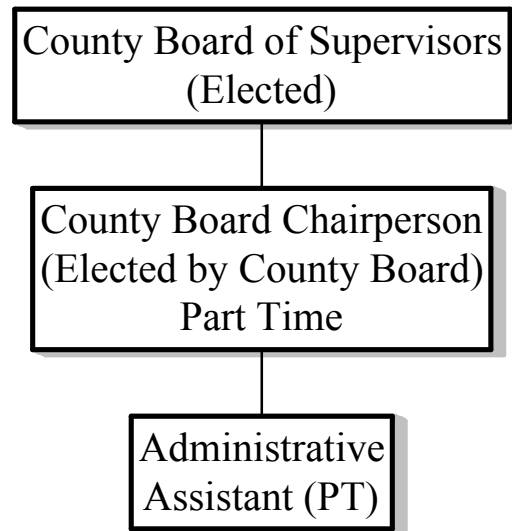 County Board of Supervisors
(Elected)
County Board Chairperson
(Elected by County Board)
Part Time
Administrative
Assistant (PT)